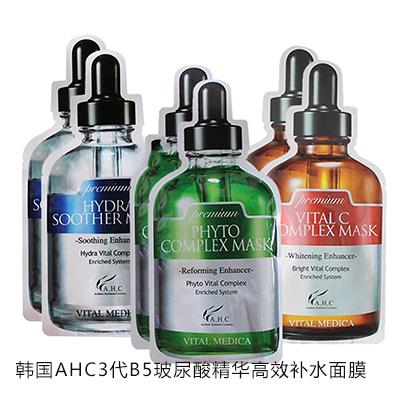 premium
HYDRA
SOOTHER M
-Soothing Enhancer-
Hydra Vital Complex
Enriched System
A.H.C
VITAL MEDICA
premium
PHYTO
COMPLEX MASK
-Reforming Enhancer-
Phyto Vital Complex
Enriched System
A.H.C
VITAL MEDICA
premium
VITAL C
COMPLEX MASK
-Whitening Enhancer-
Bright Vital Complex
Enriched System
A.H.C
VITAL MEDICA
韩国AHC3代B5玻尿酸精华高效补水面膜